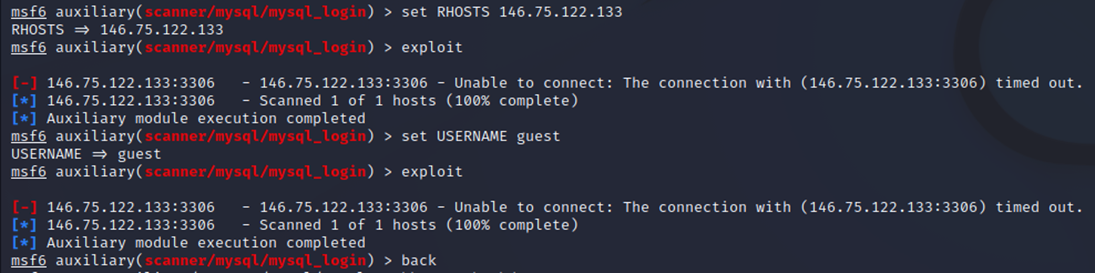 msf6 auxiliary(scanner/mysql/mysql_login) > set RHOSTS 146.75.122.133
RHOSTS => 146.75.122.133
msf6 auxiliary(scanner/mysql/mysql_login) > exploit
[-] 146.75.122.133:3306 - 146.75.122.133:3306 - Unable to connect: The connection with (146.75.122.133:3306) timed out.
[*] 146.75.122.133:3306 - Scanned 1 of 1 hosts (100% complete)
[*] Auxiliary module execution completed
msf6 auxiliary(scanner/mysql/mysql_login) > set USERNAME guest
USERNAME => guest
msf6 auxiliary(scanner/mysql/mysql_login) > exploit
[-] 146.75.122.133:3306 - 146.75.122.133:3306 - Unable to connect: The connection with (146.75.122.133:3306) timed out.
[*] 146.75.122.133:3306 - Scanned 1 of 1 hosts (100% complete)
[*] Auxiliary module execution completed
msf6 auxiliary(scanner/mysql/mysql_login) > back